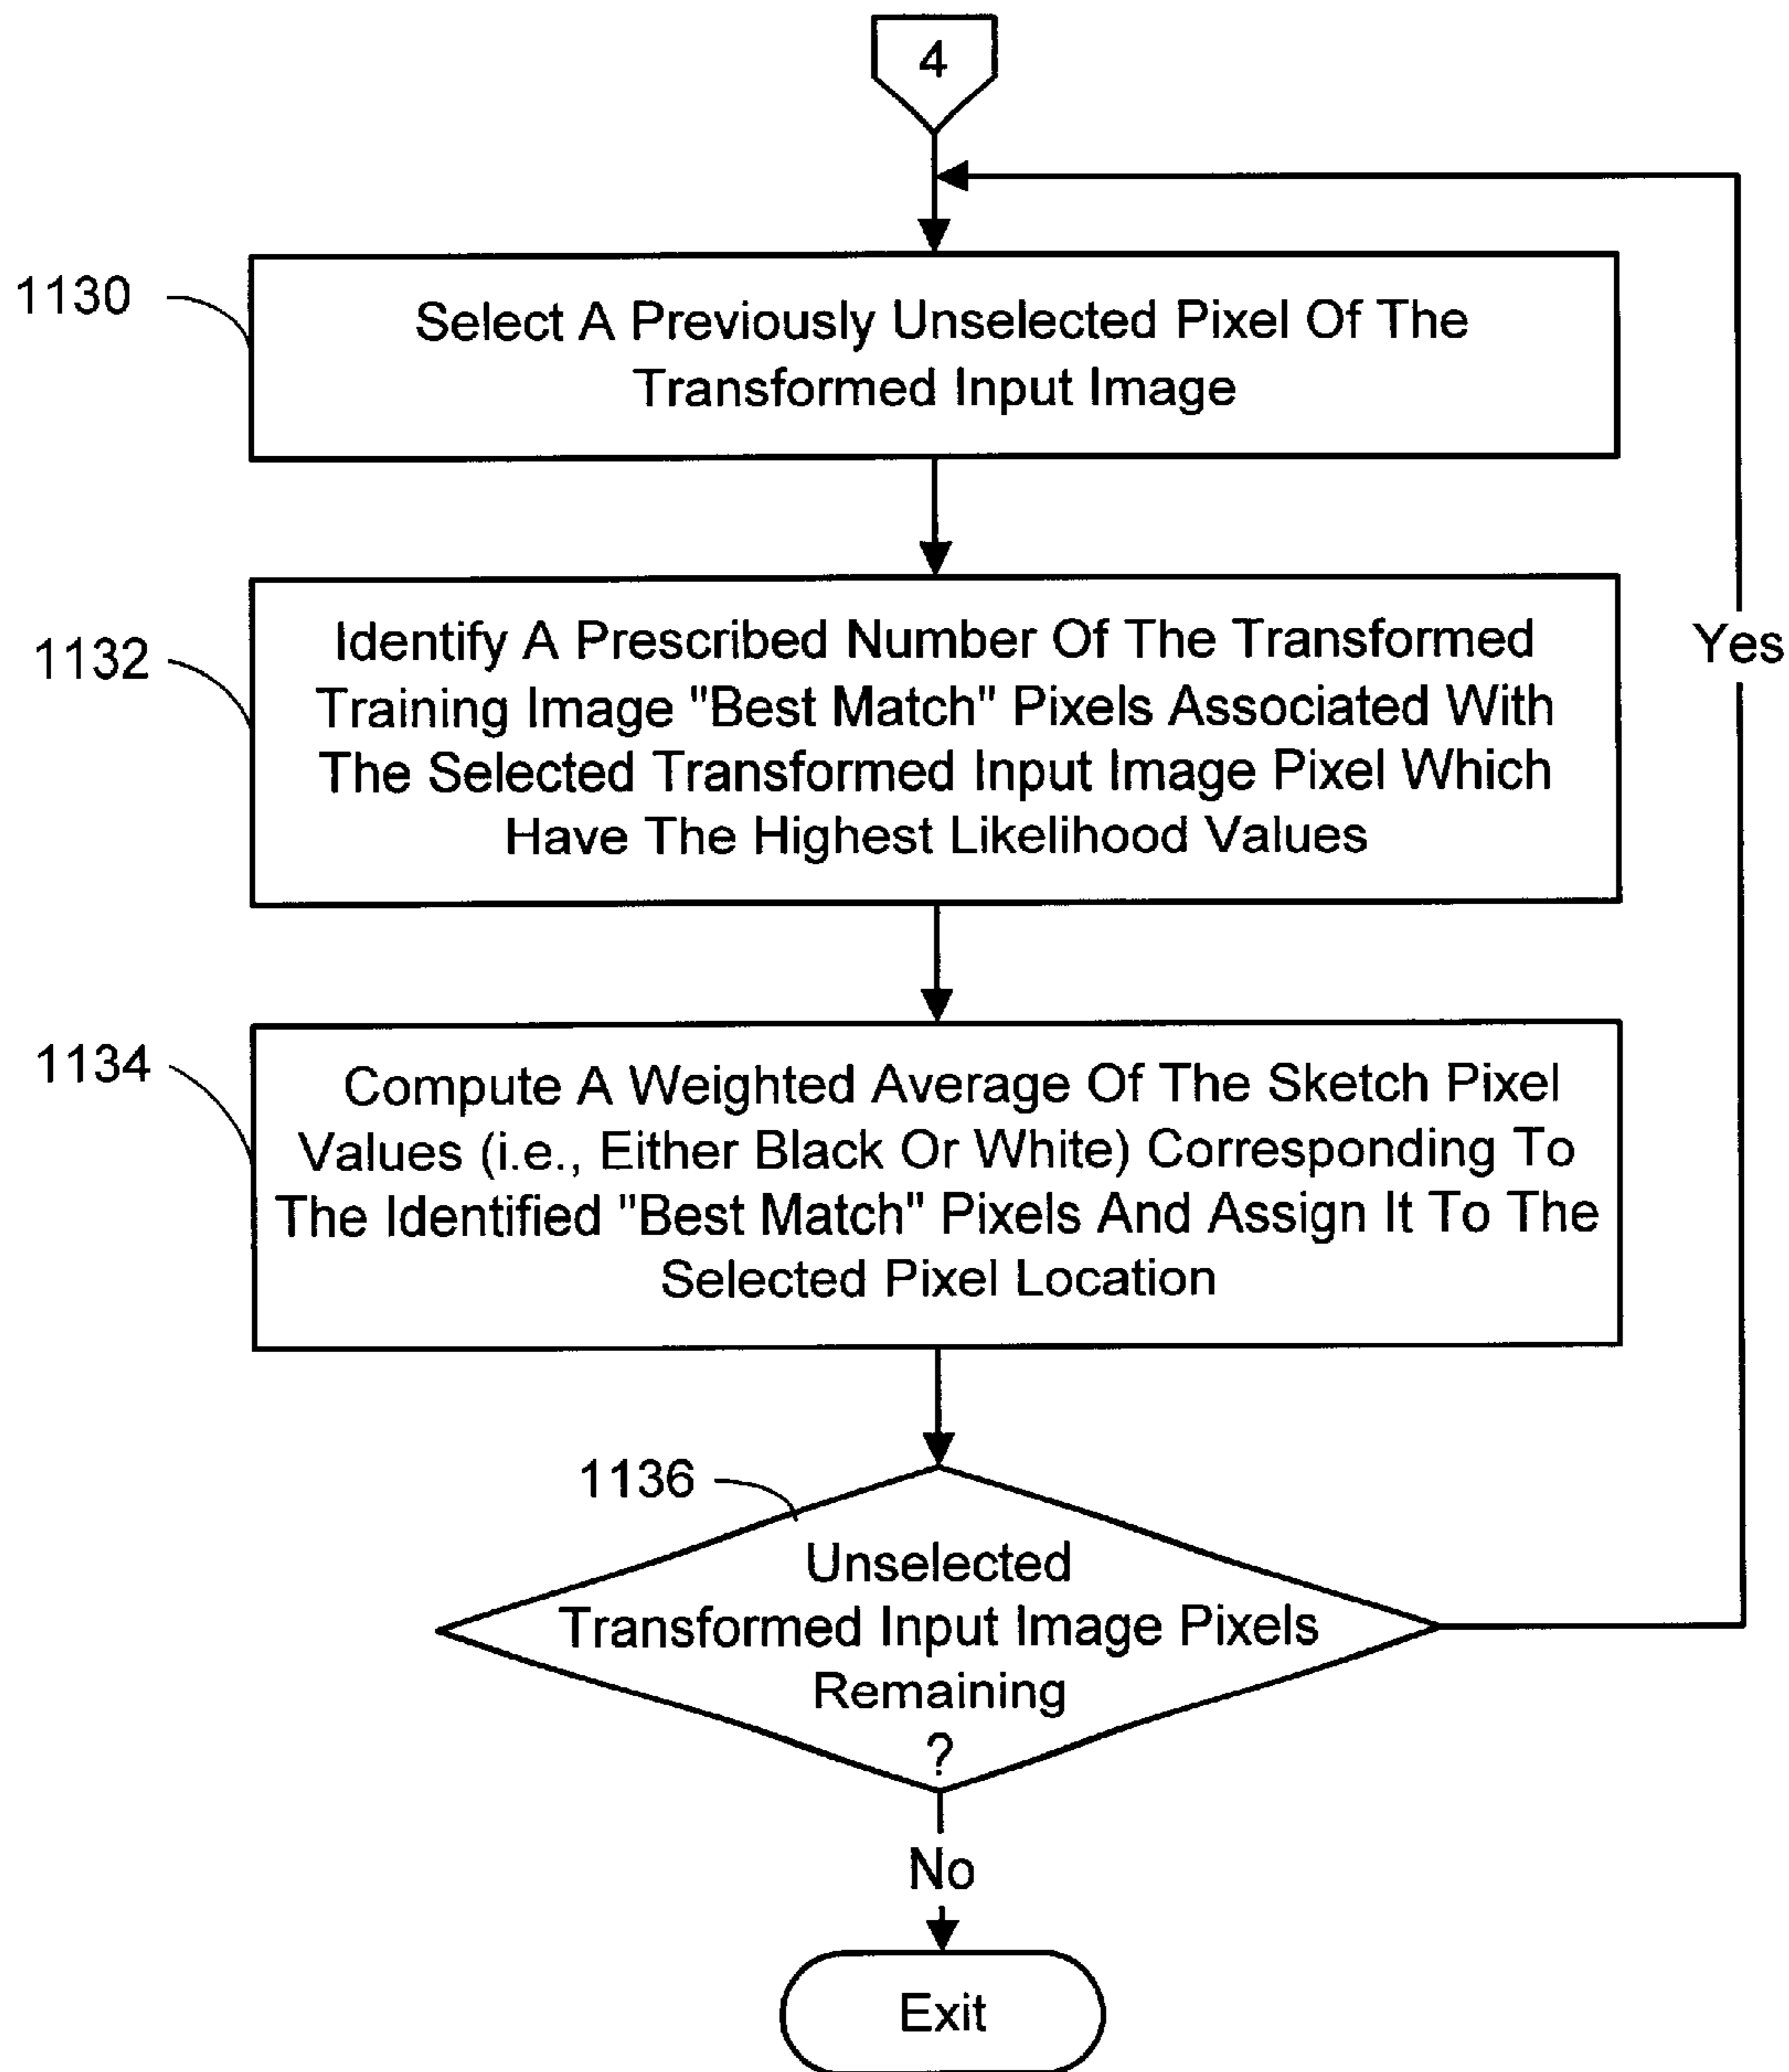 4
1130
Select A Previously Unselected Pixel Of The
Transformed Input Image
1132
Identify A Prescribed Number Of The Transformed
Training Image "Best Match" Pixels Associated With
The Selected Transformed Input Image Pixel Which
Have The Highest Likelihood Values
Yes
1134
Compute A Weighted Average Of The Sketch Pixel
Values (i.e., Either Black Or White) Corresponding To
The Identified "Best Match" Pixels And Assign It To The
Selected Pixel Location
1136
Unselected
Transformed Input Image Pixels
Remaining
?
No
Exit